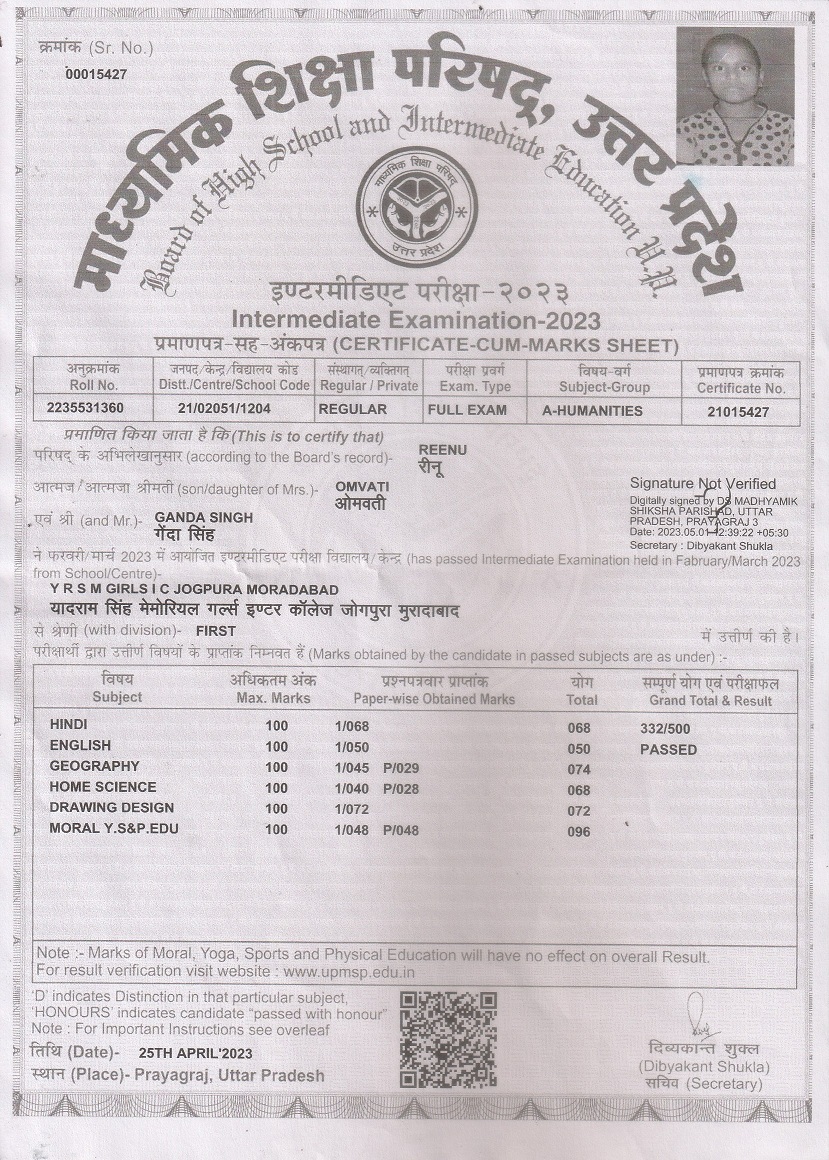 क्रमांक (Sr. No.)
00015427
माध्यमिक शिक्षा परिषद्, उत्तर प्रदेश
Board of High School and Intermediate Education U.P.
माध्यमिक शिक्षा परिषद
उत्तर प्रदेश
इण्टरमीडिएट परीक्षा-२०२३
Intermediate Examination-2023
प्रमाणपत्र-सह-अंकपत्र (CERTIFICATE-CUM-MARKS SHEET)
अनुक्रमांक जनपद/केन्द्र/विद्यालय कोड संस्थागत्/व्यक्तिगत् परीक्षा प्रवर्ग विषय-वर्ग प्रमाणपत्र क्रमांक
Roll No. Distt./Centre/School Code Regular / Private Exam. Type Subject-Group Certificate No.
2235531360 21/02051/1204 REGULAR FULL EXAM A-HUMANITIES 21015427
प्रमाणित किया जाता है कि (This is to certify that)
परिषद् के अभिलेखानुसार (according to the Board's record)- REENU
रीनू
आत्मज/आत्मजा श्रीमती (son/daughter of Mrs.)- OMVATI
ओमवती
एवं श्री (and Mr.)- GANDA SINGH
गेंदा सिंह
Signature Not Verified
Digitally signed by DS MADHYAMIK
SHIKSHA PARISHAD, UTTAR
PRADESH, PRAYAGRAJ 3
Date: 2023.05.01 12:39:22 +05:30
Secretary : Dibyakant Shukla
ने फरवरी/मार्च 2023 में आयोजित इण्टरमीडिएट परीक्षा विद्यालय/केन्द्र (has passed Intermediate Examination held in Fabruary/March 2023
from School/Centre)-
Y R S M GIRLS I C JOGPURA MORADABAD
यादराम सिंह मेमोरियल गर्ल्स इण्टर कॉलेज जोगपुरा मुरादाबाद
से श्रेणी (with division)- FIRST में उत्तीर्ण की है।
परीक्षार्थी द्वारा उत्तीर्ण विषयों के प्राप्तांक निम्नवत हैं (Marks obtained by the candidate in passed subjects are as under) :-
विषय अधिकतम अंक प्रश्नपत्रवार प्राप्तांक योग सम्पूर्ण योग एवं परीक्षाफल
Subject Max. Marks Paper-wise Obtained Marks Total Grand Total & Result
HINDI 100 1/068 068 332/500
ENGLISH 100 1/050 050 PASSED
GEOGRAPHY 100 1/045 P/029 074
HOME SCIENCE 100 1/040 P/028 068
DRAWING DESIGN 100 1/072 072
MORAL Y.S&P.EDU 100 1/048 P/048 096
Note :- Marks of Moral, Yoga, Sports and Physical Education will have no effect on overall Result.
For result verification visit website : www.upmsp.edu.in
'D' indicates Distinction in that particular subject,
'HONOURS' indicates candidate "passed with honour"
Note : For Important Instructions see overleaf
तिथि (Date)- 25TH APRIL'2023
स्थान (Place)- Prayagraj, Uttar Pradesh
दिब्यकान्त शुक्ल
(Dibyakant Shukla)
सचिव (Secretary)